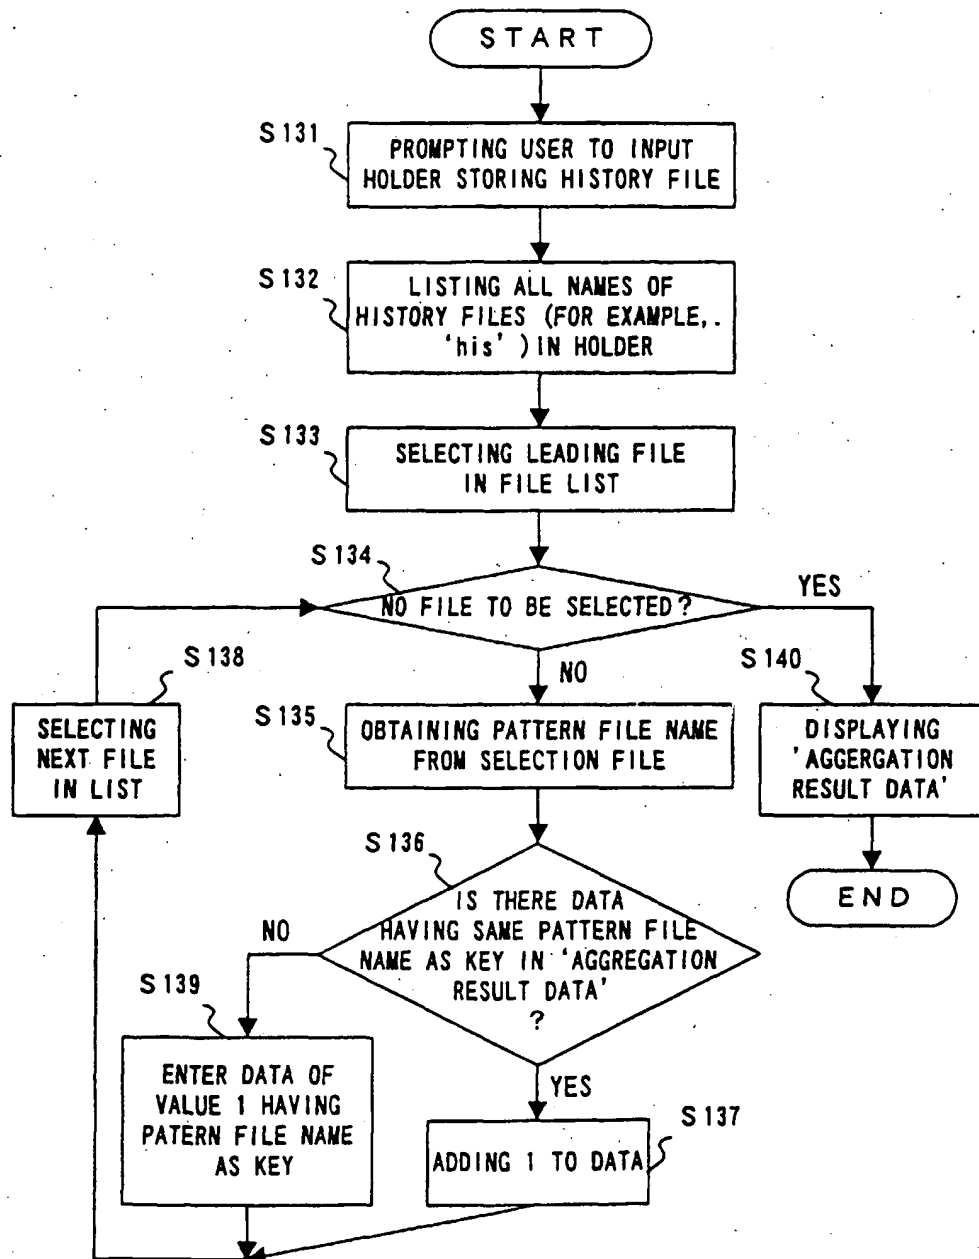 START
S131
PROMPTING USER TO INPUT
HOLDER STORING HISTORY FILE
S132
LISTING ALL NAMES OF
HISTORY FILES (FOR EXAMPLE,.
'his' ) IN HOLDER
S133
SELECTING LEADING FILE
IN FILE LIST
S134
NO FILE TO BE SELECTED?
YES
NO
S138
SELECTING
NEXT FILE
IN LIST
S135
OBTAINING PATTERN FILE NAME
FROM SELECTION FILE
S140
DISPLAYING
'AGGERGATION
RESULT DATA'
END
S136
IS THERE DATA
HAVING SAME PATTERN FILE
NAME AS KEY IN 'AGGREGATION
RESULT DATA'
?
NO
YES
S139
ENTER DATA OF
VALUE 1 HAVING
PATERN FILE NAME
AS KEY
S137
ADDING 1 TO DATA